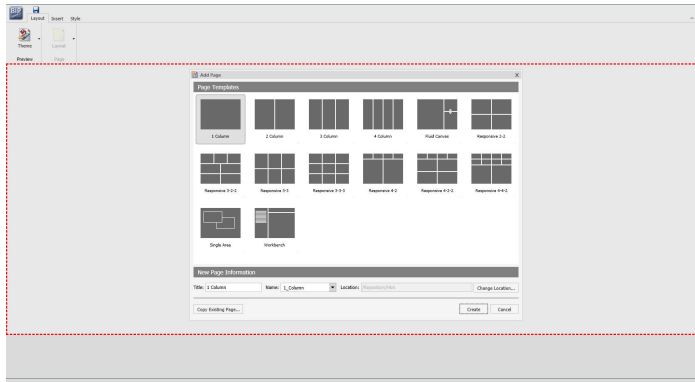 BIP
Layout Insert Style
Theme Layout
Preview Page
Add Page X
Page Templates
1 Column 2 Column 3 Column 4 Column Fluid Canvas Responsive 2-2
Responsive 3-2-2 Responsive 3-3 Responsive 3-3-3 Responsive 4-2 Responsive 4-2-2 Responsive 4-4-2
Single Area Workbench
New Page Information
Title: 1 Column Name: 1_Column Location: Change Location...
Copy Existing Page... Create Cancel